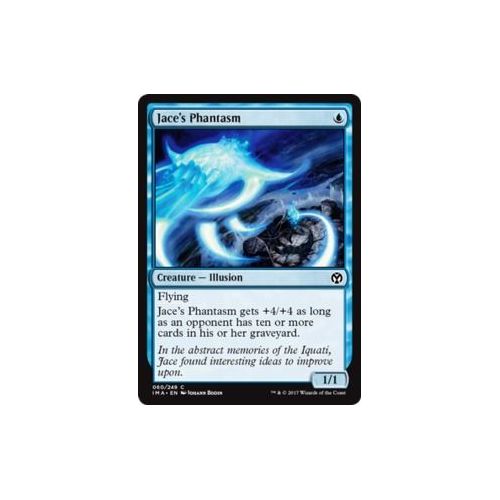 Jace's Phantasm
Creature — Illusion
Flying
Jace's Phantasm gets +4/+4 as long
as an opponent has ten or more
cards in his or her graveyard.
In the abstract memories of the Iquati,
Jace found interesting ideas to improve
upon.
1/1
060/249 C
IMA • EN Johann Bodin
™ & © 2017 Wizards of the Coast